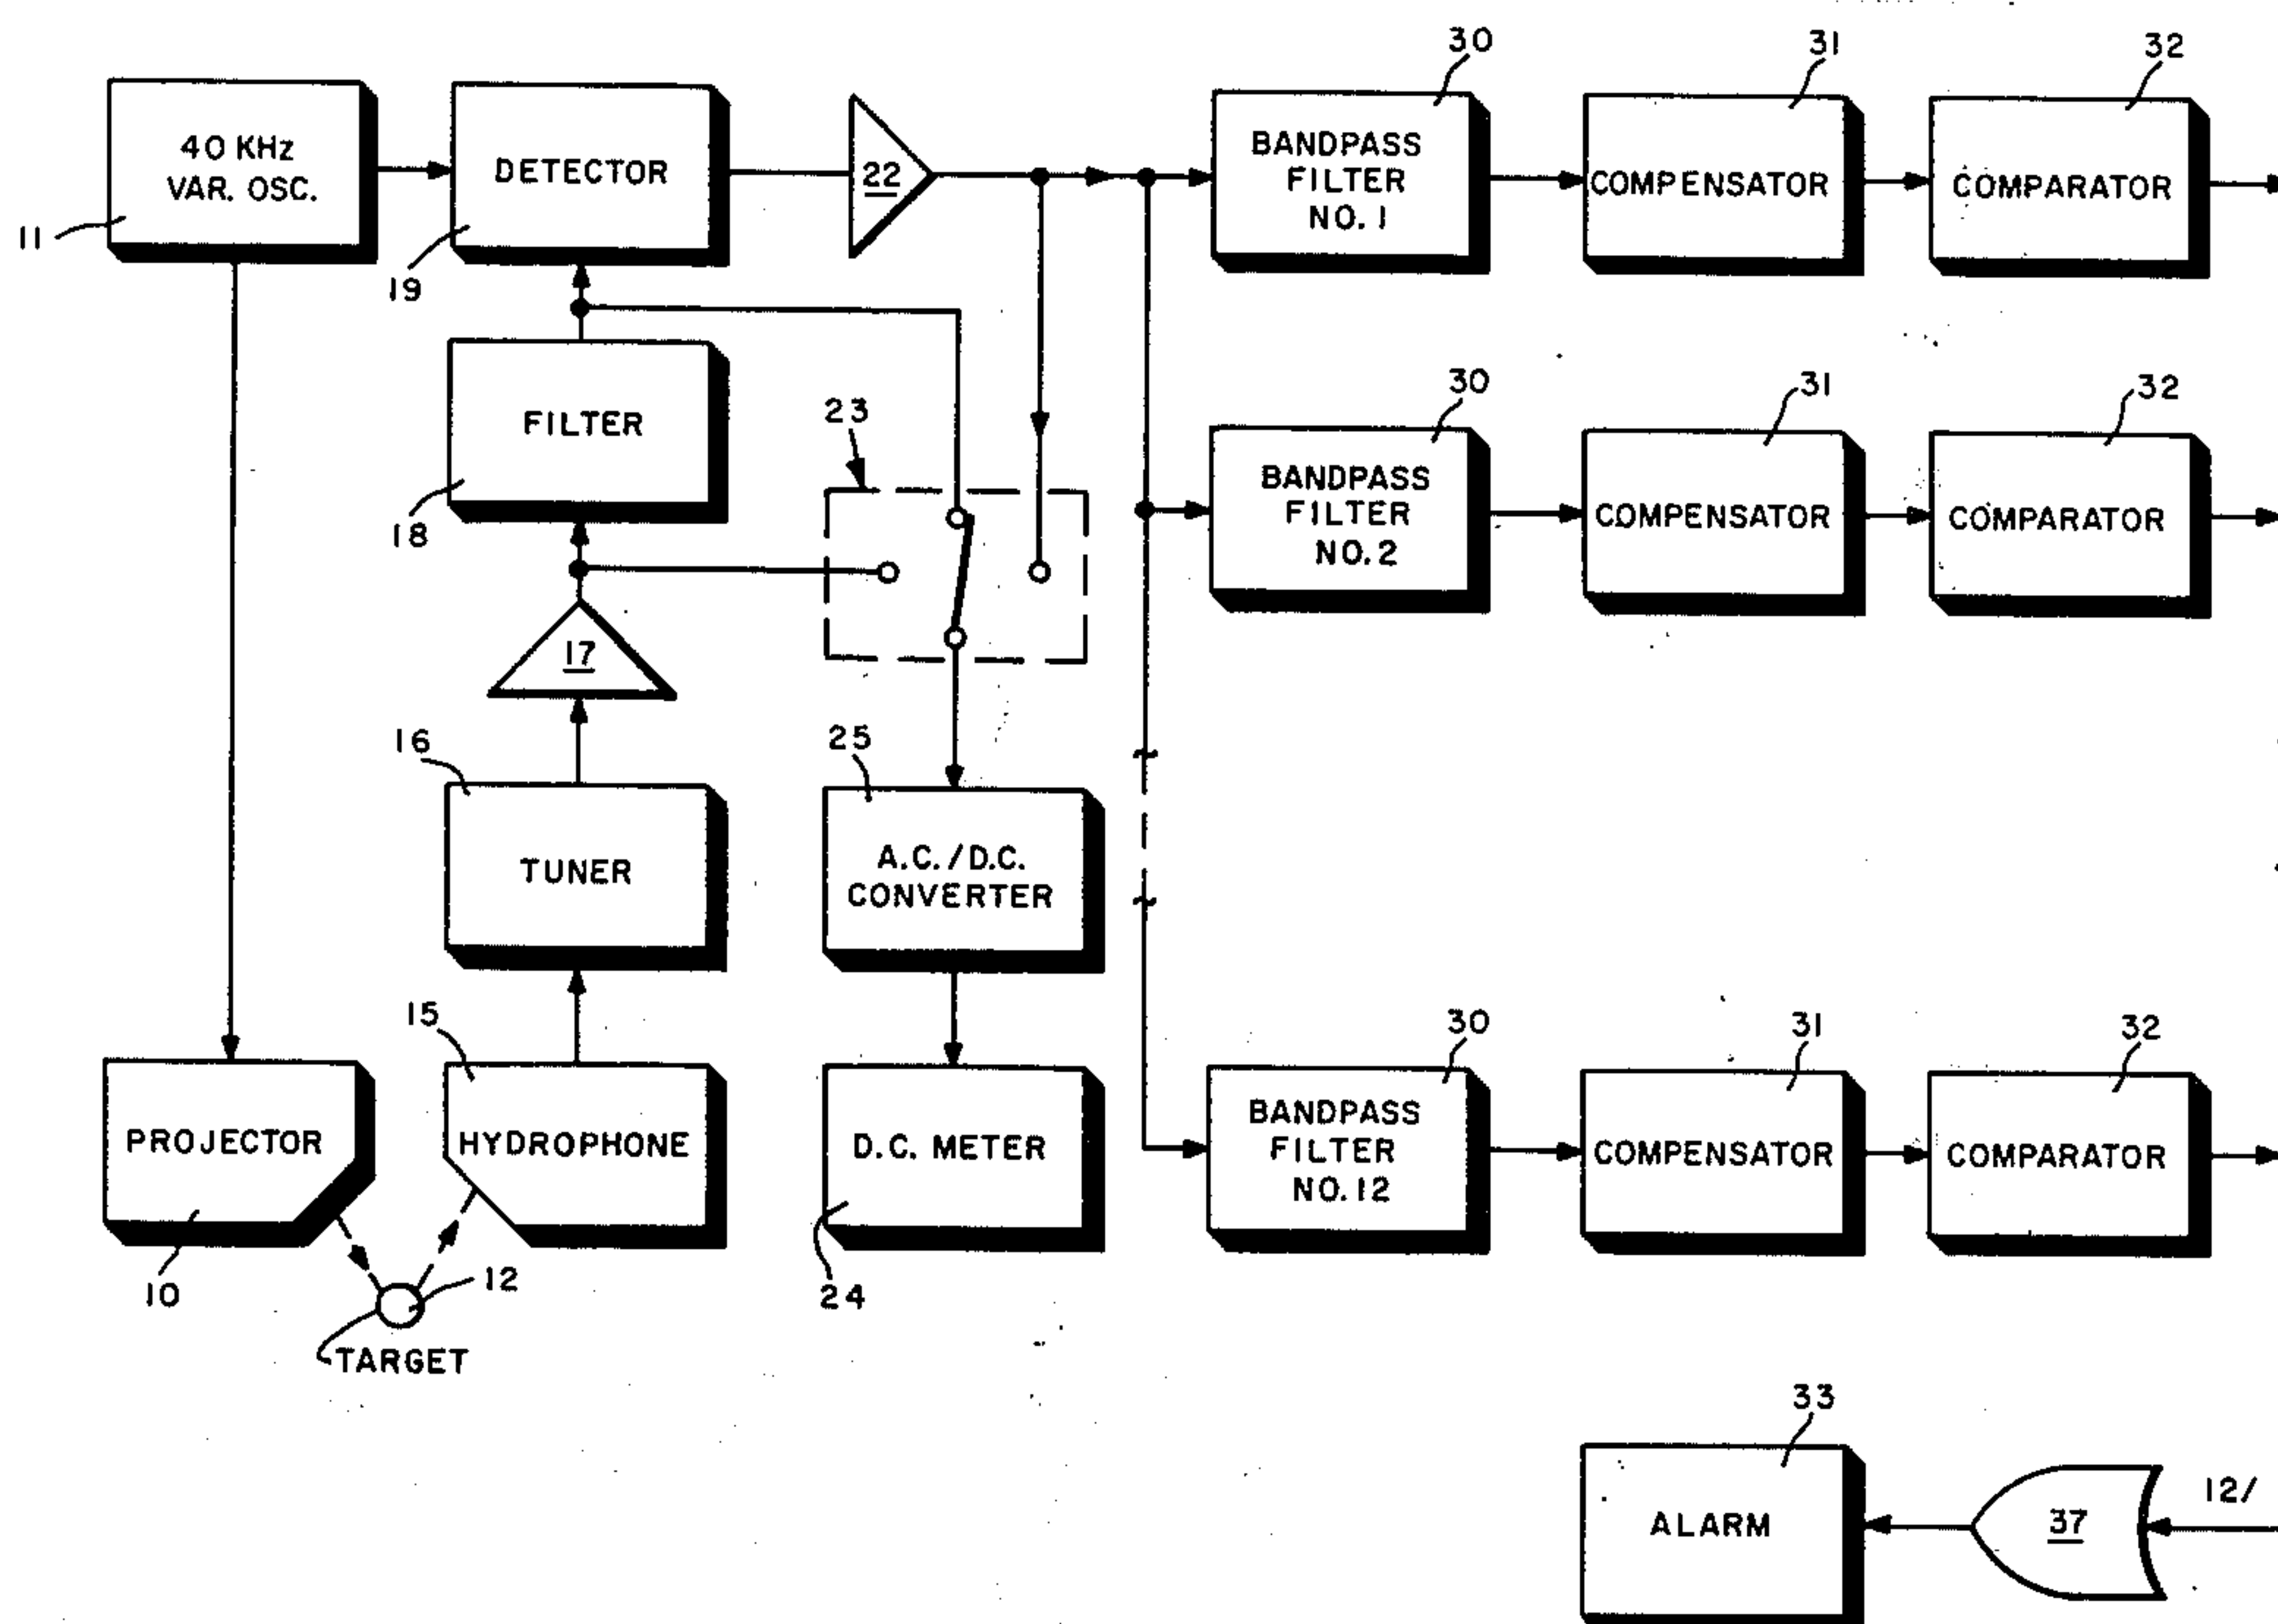 30
31
32
40 KHz
VAR. OSC.
DETECTOR
22
BANDPASS
FILTER
NO. 1
COMPENSATOR
COMPARATOR
11
19
30
31
32
23
FILTER
BANDPASS
FILTER
NO. 2
COMPENSATOR
COMPARATOR
18
17
16
25
TUNER
A.C. / D.C.
CONVERTER
15
30
31
32
PROJECTOR
HYDROPHONE
D.C. METER
BANDPASS
FILTER
NO. 12
COMPENSATOR
COMPARATOR
10
12
24
TARGET
33
ALARM
37
12/